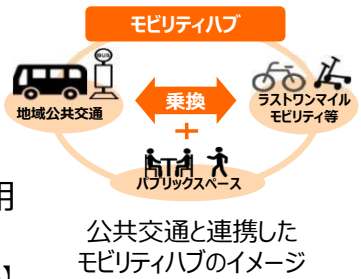 モビリティハブ
BUS
地域公共交通
乗換
ラストワンマイル
モビリティ等
+
パブリックスペース
用
公共交通と連携した
モビリティハブのイメージ
】